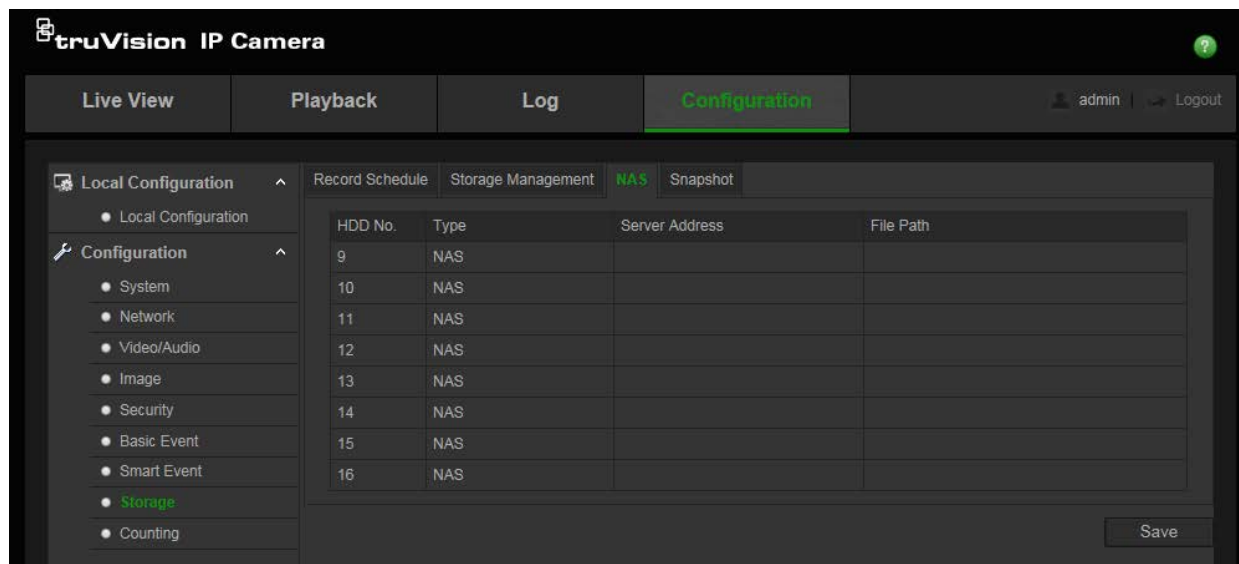 truVision IP Camera
?
Live View Playback Log Configuration admin | Logout
Local Configuration
Local Configuration
Configuration
System
Network
Video/Audio
Image
Security
Basic Event
Smart Event
Storage
Counting
Record Schedule Storage Management NAS Snapshot
HDD No. Type Server Address File Path
9 NAS
10 NAS
11 NAS
12 NAS
13 NAS
14 NAS
15 NAS
16 NAS
Save